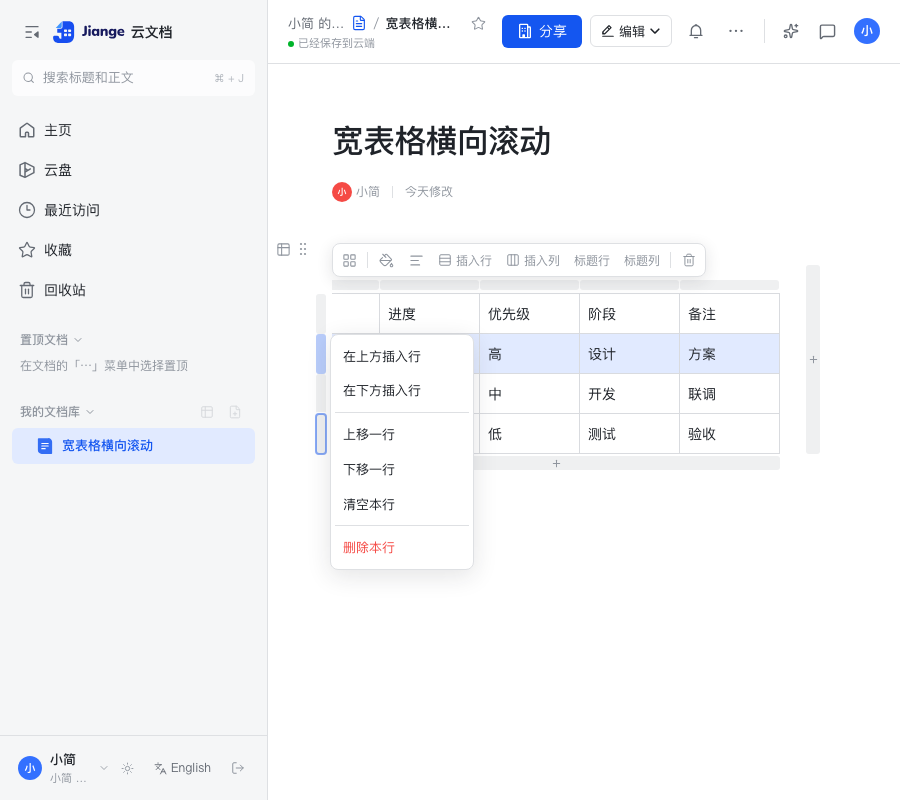 Jiange 云文档
搜索标题和正文 ⌘ + J
主页
云盘
最近访问
收藏
回收站
置顶文档
在文档的「⋯」菜单中选择置顶
我的文档库
宽表格横向滚动
小
小简
小简 ...
English
小简 的... / 宽表格横...
已经保存到云端
分享
编辑
小
宽表格横向滚动
小 小简 今天修改
插入行 插入列 标题行 标题列
进度 优先级 阶段 备注
高 设计 方案
中 开发 联调
低 测试 验收
+
+
在上方插入行
在下方插入行
上移一行
下移一行
清空本行
删除本行